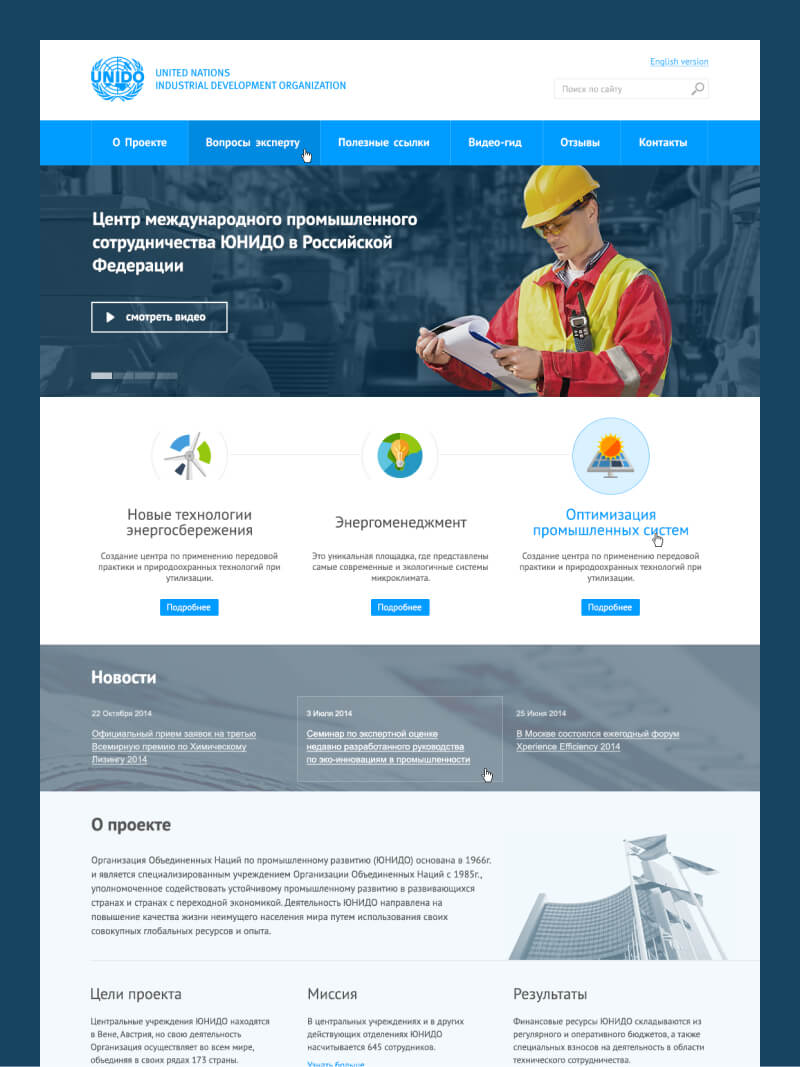 UNIDO
UNITED NATIONS
INDUSTRIAL DEVELOPMENT ORGANIZATION
English version
Поиск по сайту
О Проекте
Вопросы эксперту
Полезные ссылки
Видео-гид
Отзывы
Контакты
Центр международного промышленного
сотрудничества ЮНИДО в Российской
Федерации
смотреть видео
Новые технологии
энергосбережения
Создание центра по применению передовой
практики и природоохранных технологий при
утилизации.
Подробнее
Энергоменеджмент
Это уникальная площадка, где представлены
самые современные и экологичные системы
микроклимата.
Подробнее
Оптимизация
промышленных систем
Создание центра по применению передовой
практики и природоохранных технологий при
утилизации.
Подробнее
Новости
22 Октября 2014
Официальный прием заявок на третью
Всемирную премию по Химическому
Лизингу 2014
3 Июля 2014
Семинар по экспертной оценке
недавно разработанного руководства
по эко-инновациям в промышленности
25 Июня 2014
В Москве состоялся ежегодный форум
Xperience Efficiency 2014
О проекте
Организация Объединенных Наций по промышленному развитию (ЮНИДО) основана в 1966г.
и является специализированным учреждением Организации Объединенных Наций с 1985г.,
уполномоченное содействовать устойчивому промышленному развитию в развивающихся
странах и странах с переходной экономикой. Деятельность ЮНИДО направлена на
повышение качества жизни неимущего населения мира путем использования своих
совокупных глобальных ресурсов и опыта.
Цели проекта
Центральные учреждения ЮНИДО находятся
в Вене, Австрия, но свою деятельность
Организация осуществляет во всем мире,
объединяя в своих рядах 173 страны.
Миссия
В центральных учреждениях и в других
действующих отделениях ЮНИДО
насчитывается 645 сотрудников.
Узнать больше
Результаты
Финансовые ресурсы ЮНИДО складываются из
регулярного и оперативного бюджетов, а также
специальных взносов на деятельность в области
технического сотрудничества.